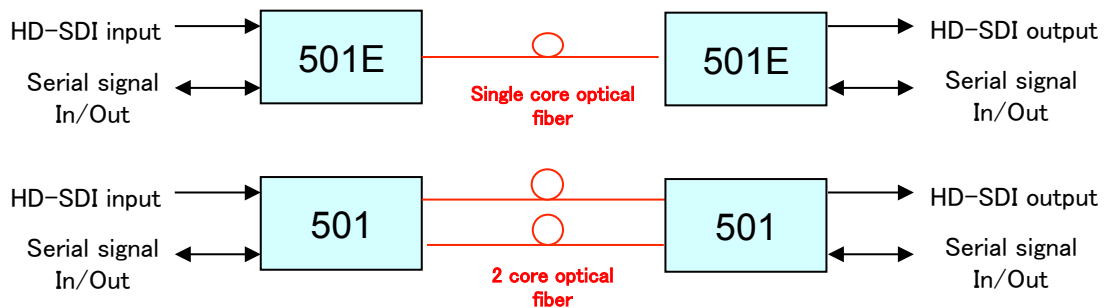 HD-SDI input
501E
501E
HD-SDI output
Serial signal
In/Out
Single core optical
fiber
Serial signal
In/Out
HD-SDI input
501
501
HD-SDI output
Serial signal
In/Out
2 core optical
fiber
Serial signal
In/Out